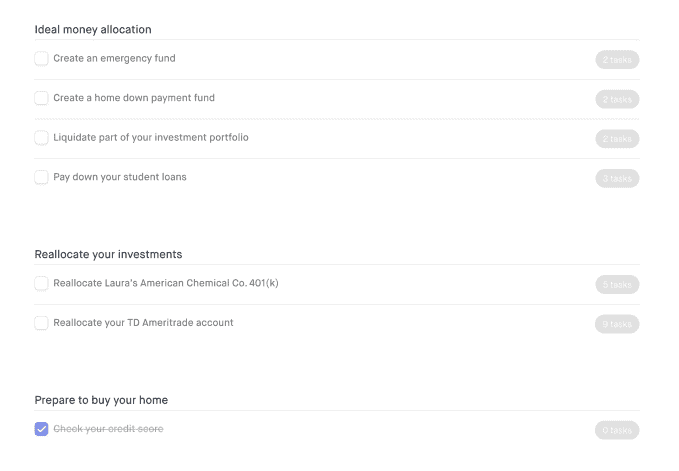 Ideal money allocation
Create an emergency fund 2 tasks
Create a home down payment fund 2 tasks
Liquidate part of your investment portfolio 2 tasks
Pay down your student loans 3 tasks
Reallocate your investments
Reallocate Laura's American Chemical Co. 401(k) 5 tasks
Reallocate your TD Ameritrade account 9 tasks
Prepare to buy your home
Check your credit score 0 tasks